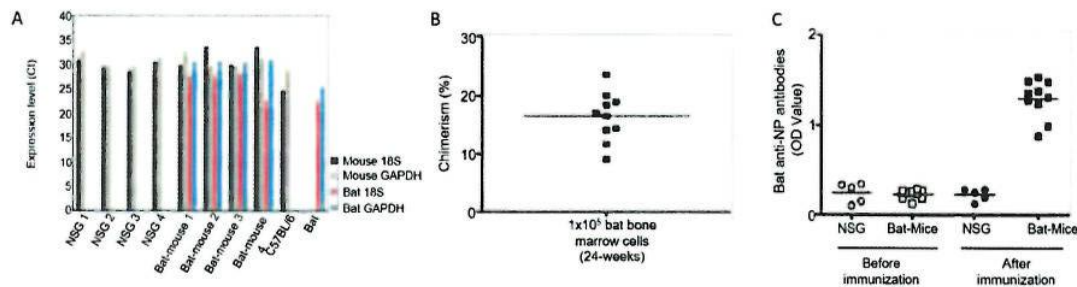 A
Expression level (Ct)
40
35
30
25
20
15
10
5
0
NSG 1
NSG 2
NSG 3
NSG 4
Bat-mouse 1
Bat-mouse 2
Bat-mouse 3
Bat-mouse 4
C57BL/6
Bat
Mouse 18S
Mouse GAPDH
Bat 18S
Bat GAPDH
B
Chimerism (%)
30
20
10
0
1x10⁵ bat bone
marrow cells
(24-weeks)
C
Bat anti-NP antibodies
(OD Value)
2
1
0
NSG Bat-Mice NSG Bat-Mice
Before
immunization
After
immunization